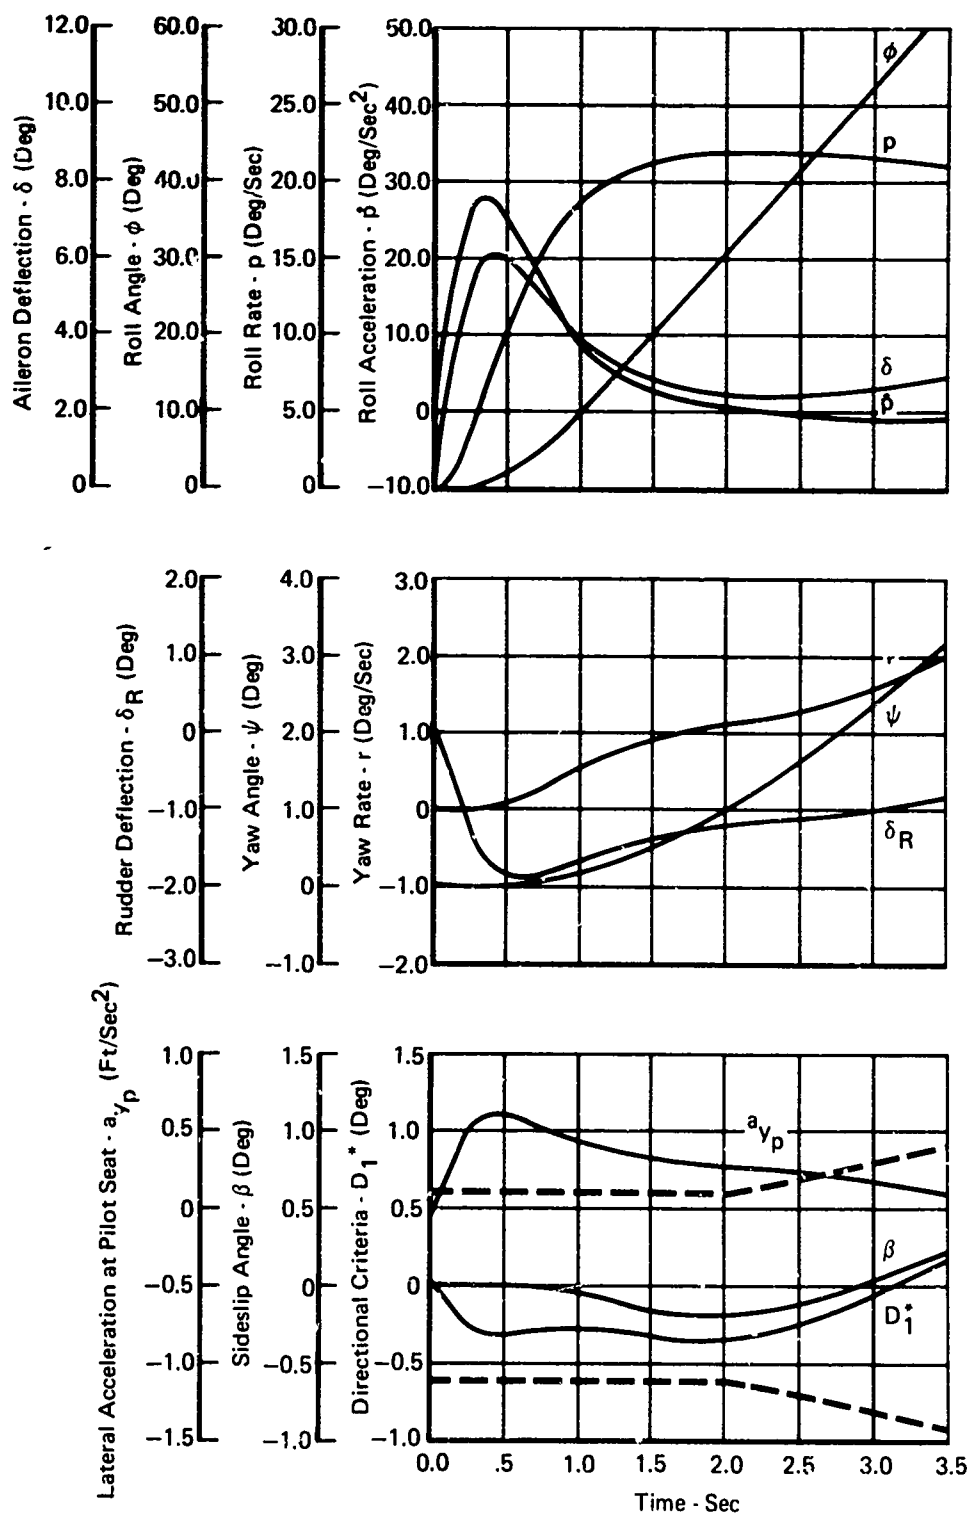 12.0 60.0 30.0 50.0
10.0 50.0 25.0 40.0
8.0 40.0 20.0 30.0
6.0 30.0 15.0 20.0
4.0 20.0 10.0 10.0
2.0 10.0 5.0 0
0 0 0 −10.0
Aileron Deflection - δ (Deg)
Roll Angle - ϕ (Deg)
Roll Rate - p (Deg/Sec)
Roll Acceleration - ṗ (Deg/Sec²)
ϕ
p
δ
ṗ
2.0 4.0 3.0
1.0 3.0 2.0
0 2.0 1.0
−1.0 1.0 0
−2.0 0 −1.0
−3.0 −1.0 −2.0
Rudder Deflection - δR (Deg)
Yaw Angle - ψ (Deg)
Yaw Rate - r (Deg/Sec)
r
ψ
δR
1.0 1.5 1.5
0.5 1.0 1.0
0 0.5 0.5
−0.5 0 0
−1.0 −0.5 −0.5
−1.5 −1.0 −1.0
Lateral Acceleration at Pilot Seat - ayp (Ft/Sec²)
Sideslip Angle - β (Deg)
Directional Criteria - D1* (Deg)
ayp
β
D1*
0.0 .5 1.0 1.5 2.0 2.5 3.0 3.5
Time - Sec